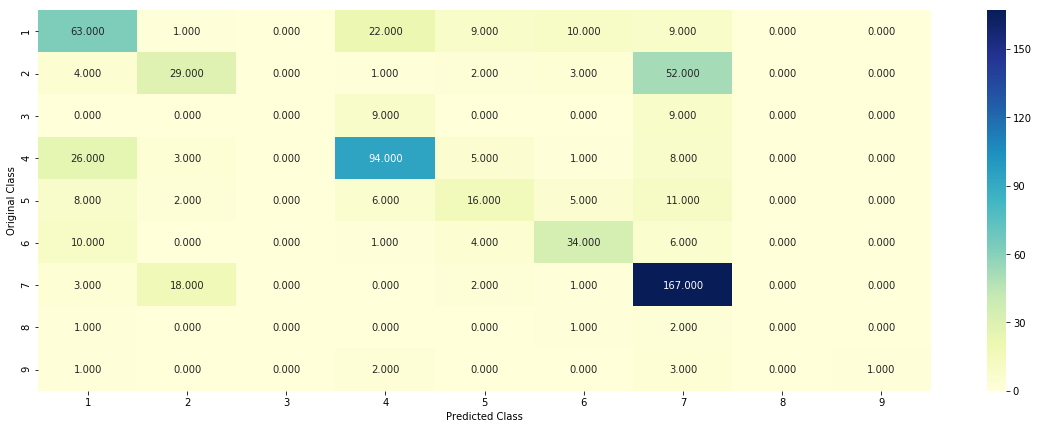 1 63.000 1.000 0.000 22.000 9.000 10.000 9.000 0.000 0.000
2 4.000 29.000 0.000 1.000 2.000 3.000 52.000 0.000 0.000
3 0.000 0.000 0.000 9.000 0.000 0.000 9.000 0.000 0.000
4 26.000 3.000 0.000 94.000 5.000 1.000 8.000 0.000 0.000
5 8.000 2.000 0.000 6.000 16.000 5.000 11.000 0.000 0.000
6 10.000 0.000 0.000 1.000 4.000 34.000 6.000 0.000 0.000
7 3.000 18.000 0.000 0.000 2.000 1.000 167.000 0.000 0.000
8 1.000 0.000 0.000 0.000 0.000 1.000 2.000 0.000 0.000
9 1.000 0.000 0.000 2.000 0.000 0.000 3.000 0.000 1.000
1 2 3 4 5 6 7 8 9
Predicted Class
Original Class
150
120
90
60
30
0